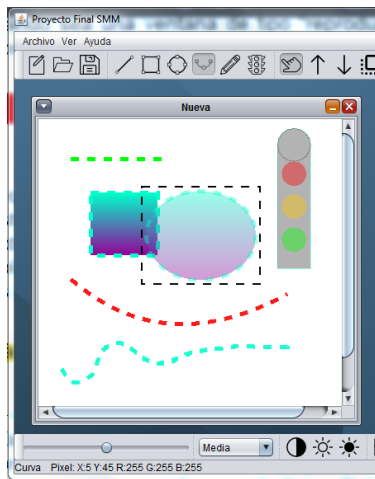 Proyecto Final SMM
Archivo Ver Ayuda
Nueva
Media
Curva Pixel: X:5 Y:45 R:255 G:255 B:255